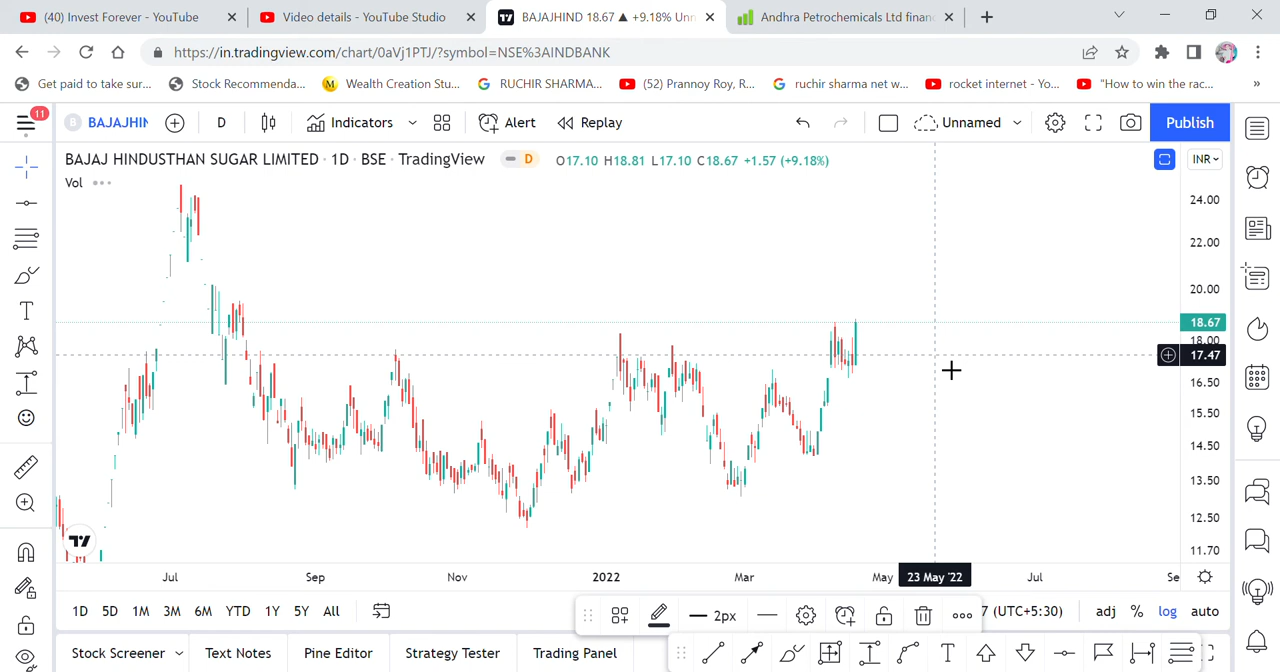 (40) Invest Forever - YouTube
Video details - YouTube Studio
BAJAJHIND 18.67 ▲ +9.18% Unn
Andhra Petrochemicals Ltd finan
https://in.tradingview.com/chart/0aVj1PTJ/?symbol=NSE%3AINDBANK
Get paid to take sur...
Stock Recommenda...
M
Wealth Creation Stu...
RUCHIR SHARMA...
(52) Prannoy Roy, R...
ruchir sharma net w...
rocket internet - Yo...
"How to win the rac...
»
11
B
BAJAJHIN
D
Indicators
Alert
Replay
Unnamed
Publish
BAJAJ HINDUSTHAN SUGAR LIMITED · 1D · BSE · TradingView
D
O17.10 H18.81 L17.10 C18.67 +1.57 (+9.18%)
INR
Vol
24.00
22.00
20.00
18.67
18.00
17.47
16.50
15.50
14.50
13.50
12.50
11.70
Jul
Sep
Nov
2022
Mar
May
23 May '22
Jul
Se
1D
5D
1M
3M
6M
YTD
1Y
5Y
All
2px
7 (UTC+5:30)
adj
%
log
auto
Stock Screener
Text Notes
Pine Editor
Strategy Tester
Trading Panel